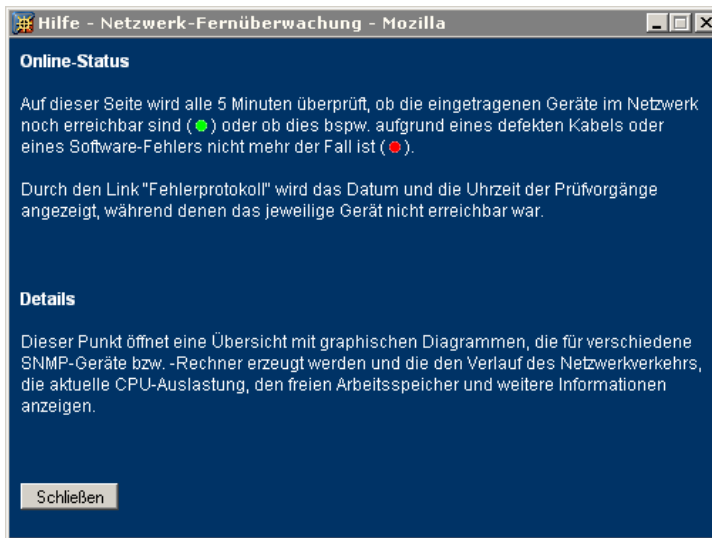 Hilfe - Netzwerk-Fernüberwachung - Mozilla
Online-Status
Auf dieser Seite wird alle 5 Minuten überprüft, ob die eingetragenen Geräte im Netzwerk
noch erreichbar sind ( ) oder ob dies bspw. aufgrund eines defekten Kabels oder
eines Software-Fehlers nicht mehr der Fall ist ( ).
Durch den Link "Fehlerprotokoll" wird das Datum und die Uhrzeit der Prüfvorgänge
angezeigt, während denen das jeweilige Gerät nicht erreichbar war.
Details
Dieser Punkt öffnet eine Übersicht mit graphischen Diagrammen, die für verschiedene
SNMP-Geräte bzw. -Rechner erzeugt werden und die den Verlauf des Netzwerkverkehrs,
die aktuelle CPU-Auslastung, den freien Arbeitsspeicher und weitere Informationen
anzeigen.
Schließen